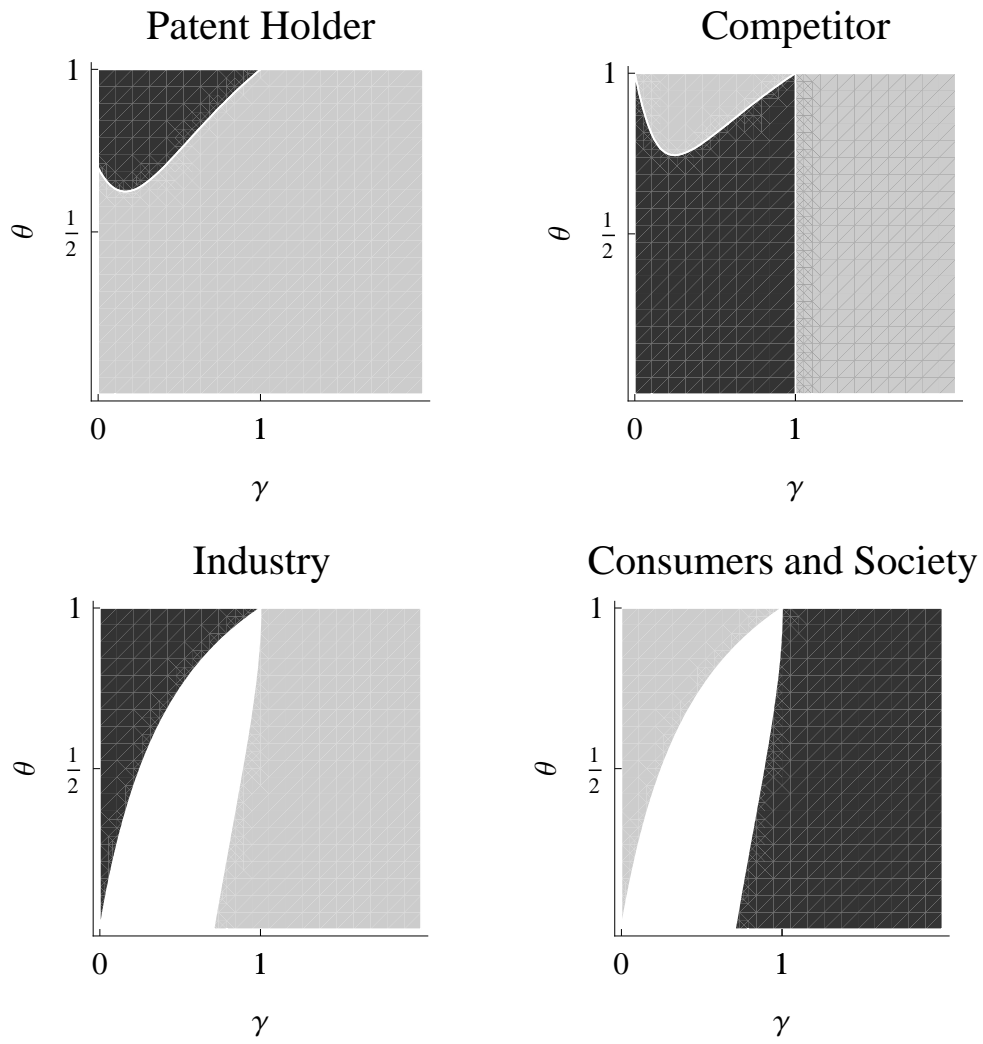 Patent Holder
1
θ
1
2
0
1
γ
Competitor
1
θ
1
2
0
1
γ
Industry
1
θ
1
2
0
1
γ
Consumers and Society
1
θ
1
2
0
1
γ